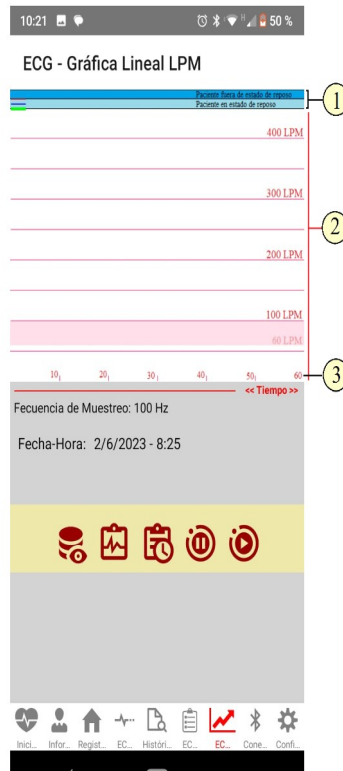 10:21 H 50 %
ECG - Gráfica Lineal LPM
Paciente fuera de estado de reposo
Paciente en estado de reposo
1
400 LPM
300 LPM
2
200 LPM
100 LPM
60 LPM
10 20 30 40 50 60
3
<< Tiempo >>
Fecuencia de Muestreo: 100 Hz
Fecha-Hora: 2/6/2023 - 8:25
Inici... Infor... Regist... EC... Históri... EC... EC... Cone... Confi...